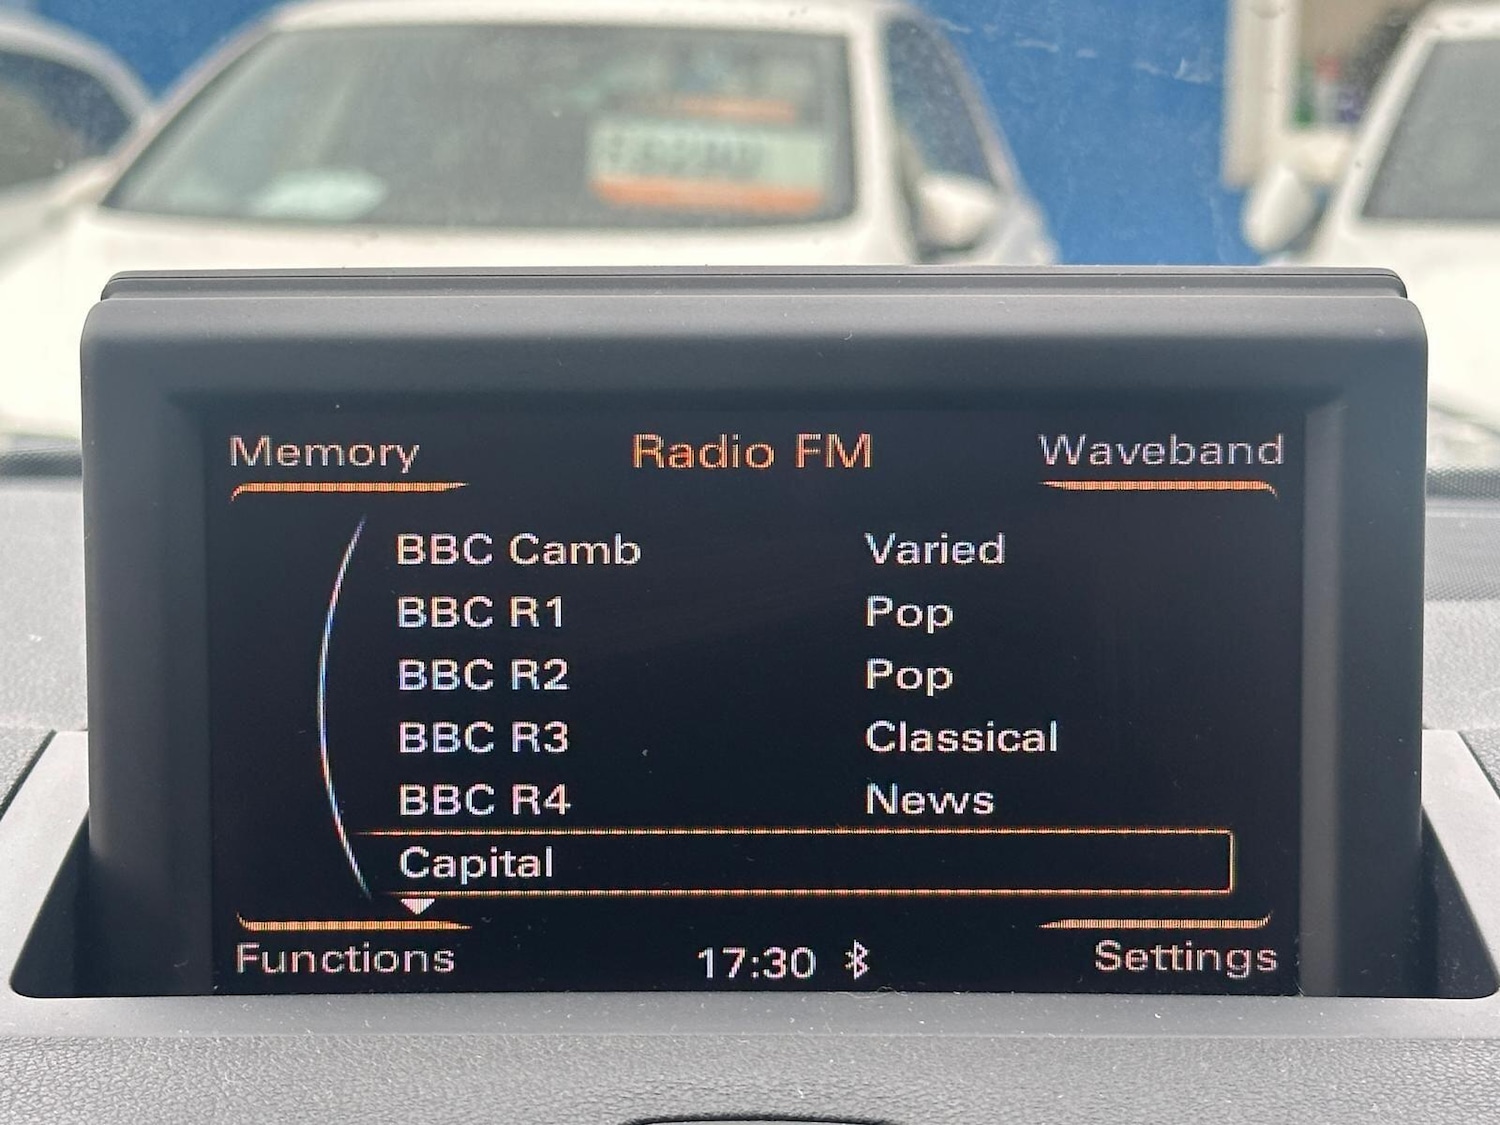 Memory Radio FM Waveband
BBC Camb Varied
BBC R1 Pop
BBC R2 Pop
BBC R3 Classical
BBC R4 News
Capital
Functions 17:30 Settings